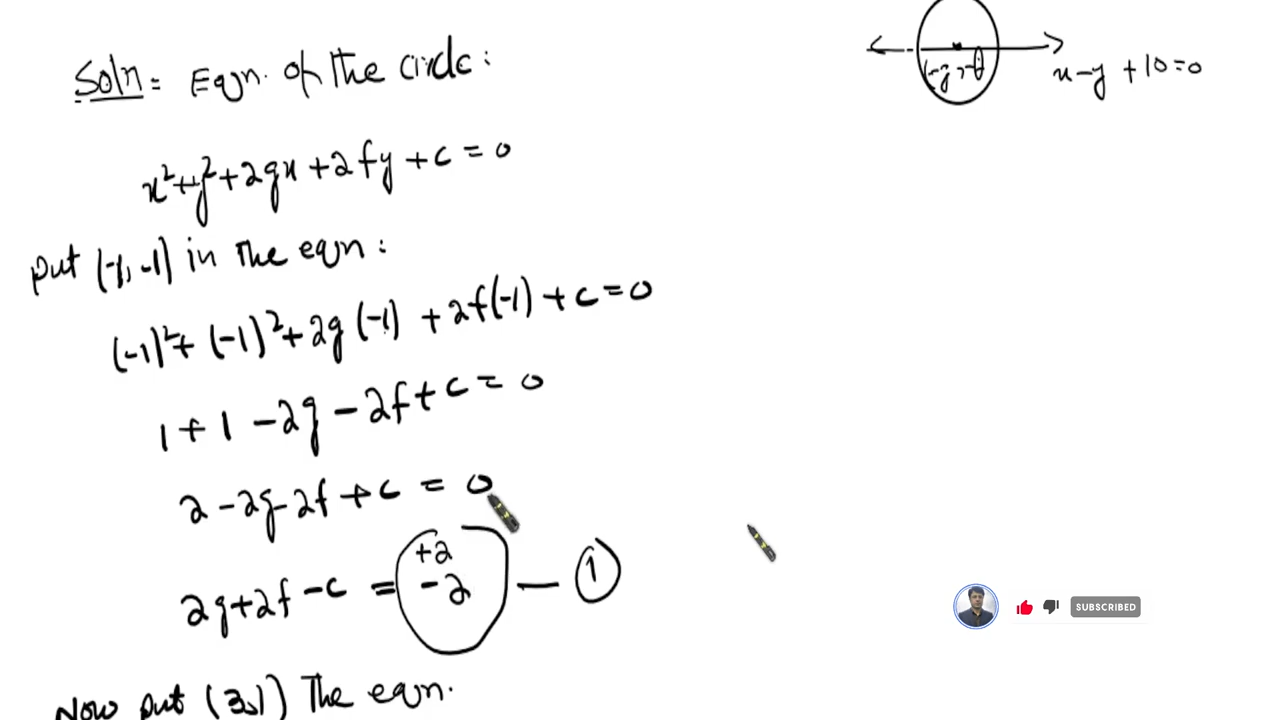 Soln: Eqn. of the circle:
(-g, -f)
x-y+10=0
x²+y²+2gx+2fy+c=0
put (-1, -1) in the eqn:
(-1)²+(-1)²+2g(-1)+2f(-1)+c=0
1+1-2g-2f+c=0
2-2g-2f+c=0
+2
2g+2f-c=-2 — ①
SUBSCRIBED
Now put (3,1) The eqn.